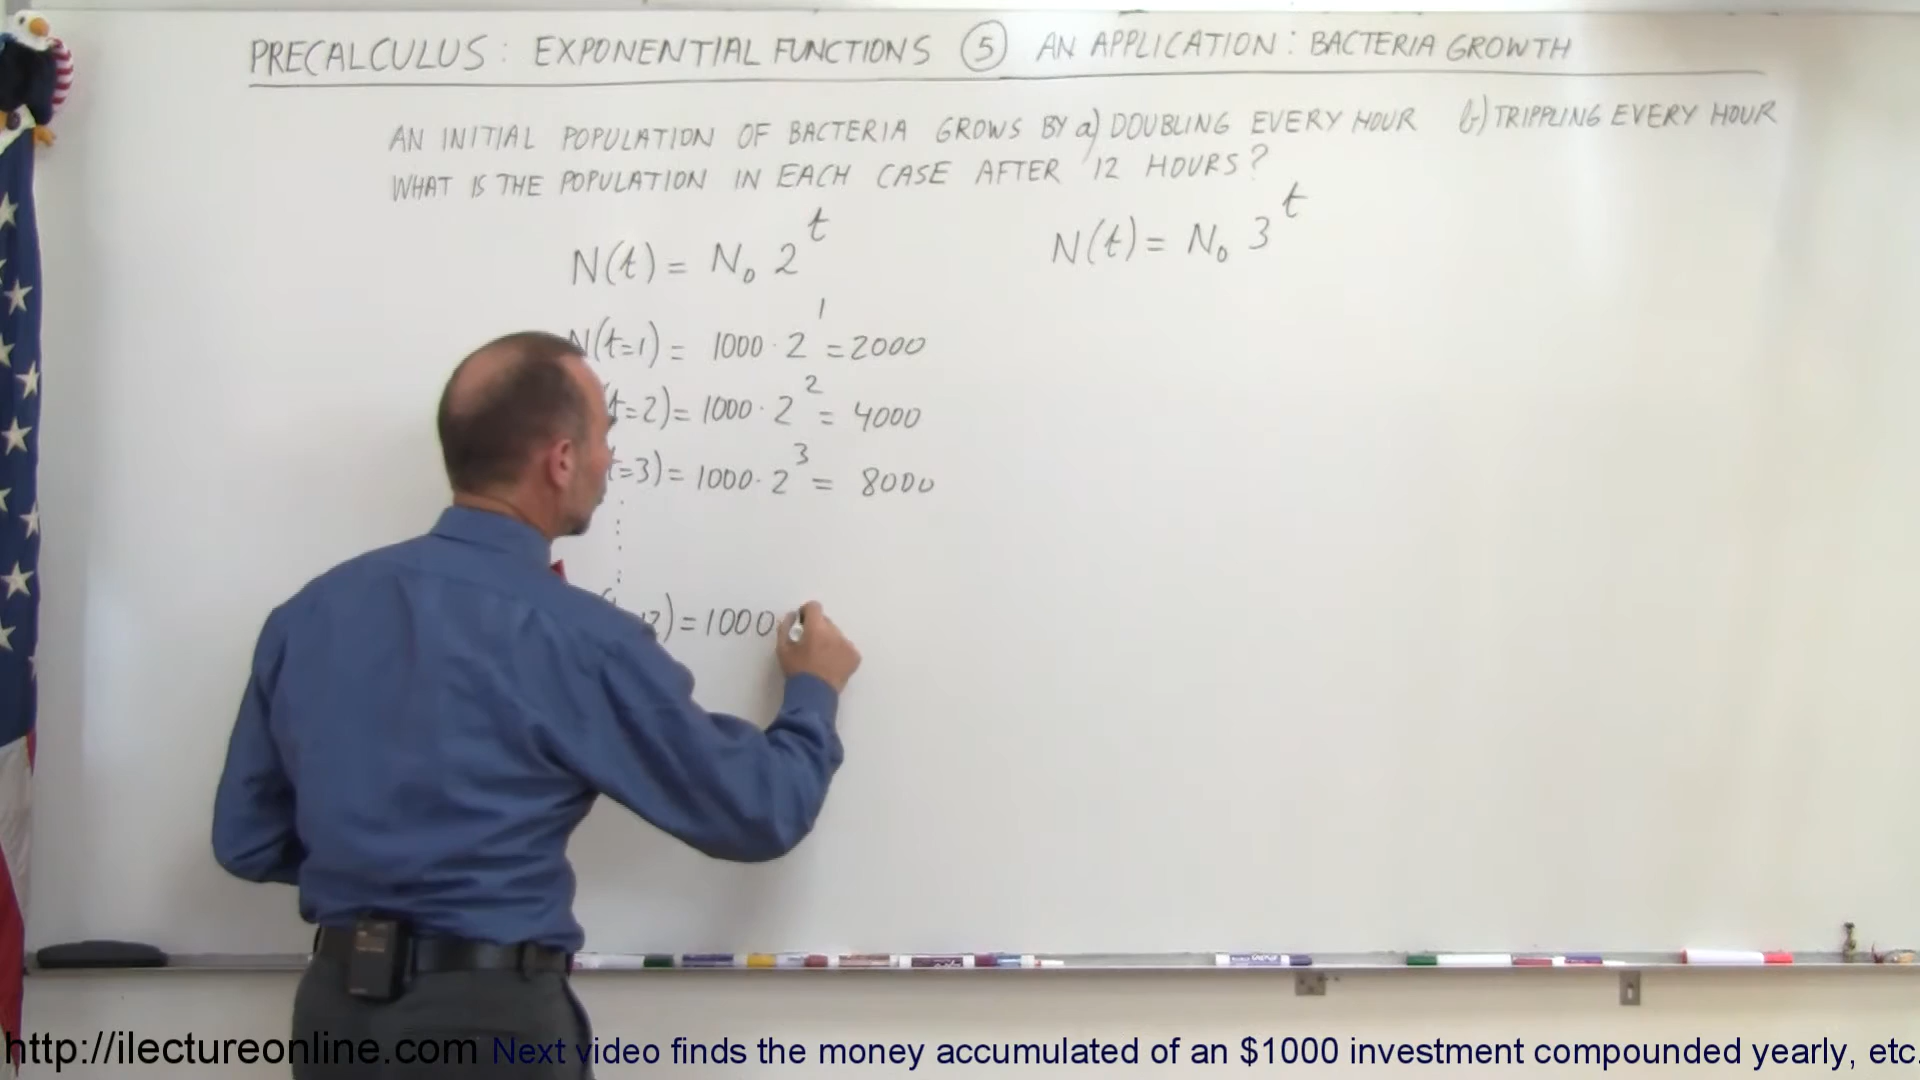 PRECALCULUS: EXPONENTIAL FUNCTIONS 5 AN APPLICATION: BACTERIA GROWTH
AN INITIAL POPULATION OF BACTERIA GROWS BY a) DOUBLING EVERY HOUR b) TRIPPLING EVERY HOUR
WHAT IS THE POPULATION IN EACH CASE AFTER 12 HOURS?
N(t) = N₀ 2^t
N(t) = N₀ 3^t
N(t=1) = 1000 · 2^1 = 2000
(t=2) = 1000 · 2^2 = 4000
t=3) = 1000 · 2^3 = 8000
12) = 1000
http://ilectureonline.com Next video finds the money accumulated of an $1000 investment compounded yearly, etc.